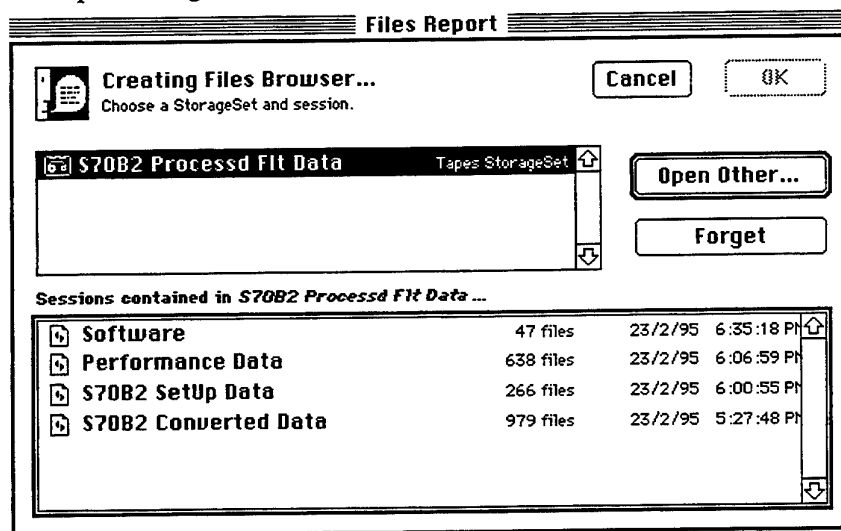 Files Report
Creating Files Browser...
Choose a StorageSet and session.
Cancel
OK
S70B2 Processd Flt Data Tapes StorageSet
Open Other...
Forget
Sessions contained in S70B2 Processd Flt Data ...
Software 47 files 23/2/95 6:35:18 PM
Performance Data 638 files 23/2/95 6:06:59 PM
S70B2 SetUp Data 266 files 23/2/95 6:00:55 PM
S70B2 Converted Data 979 files 23/2/95 5:27:48 PM